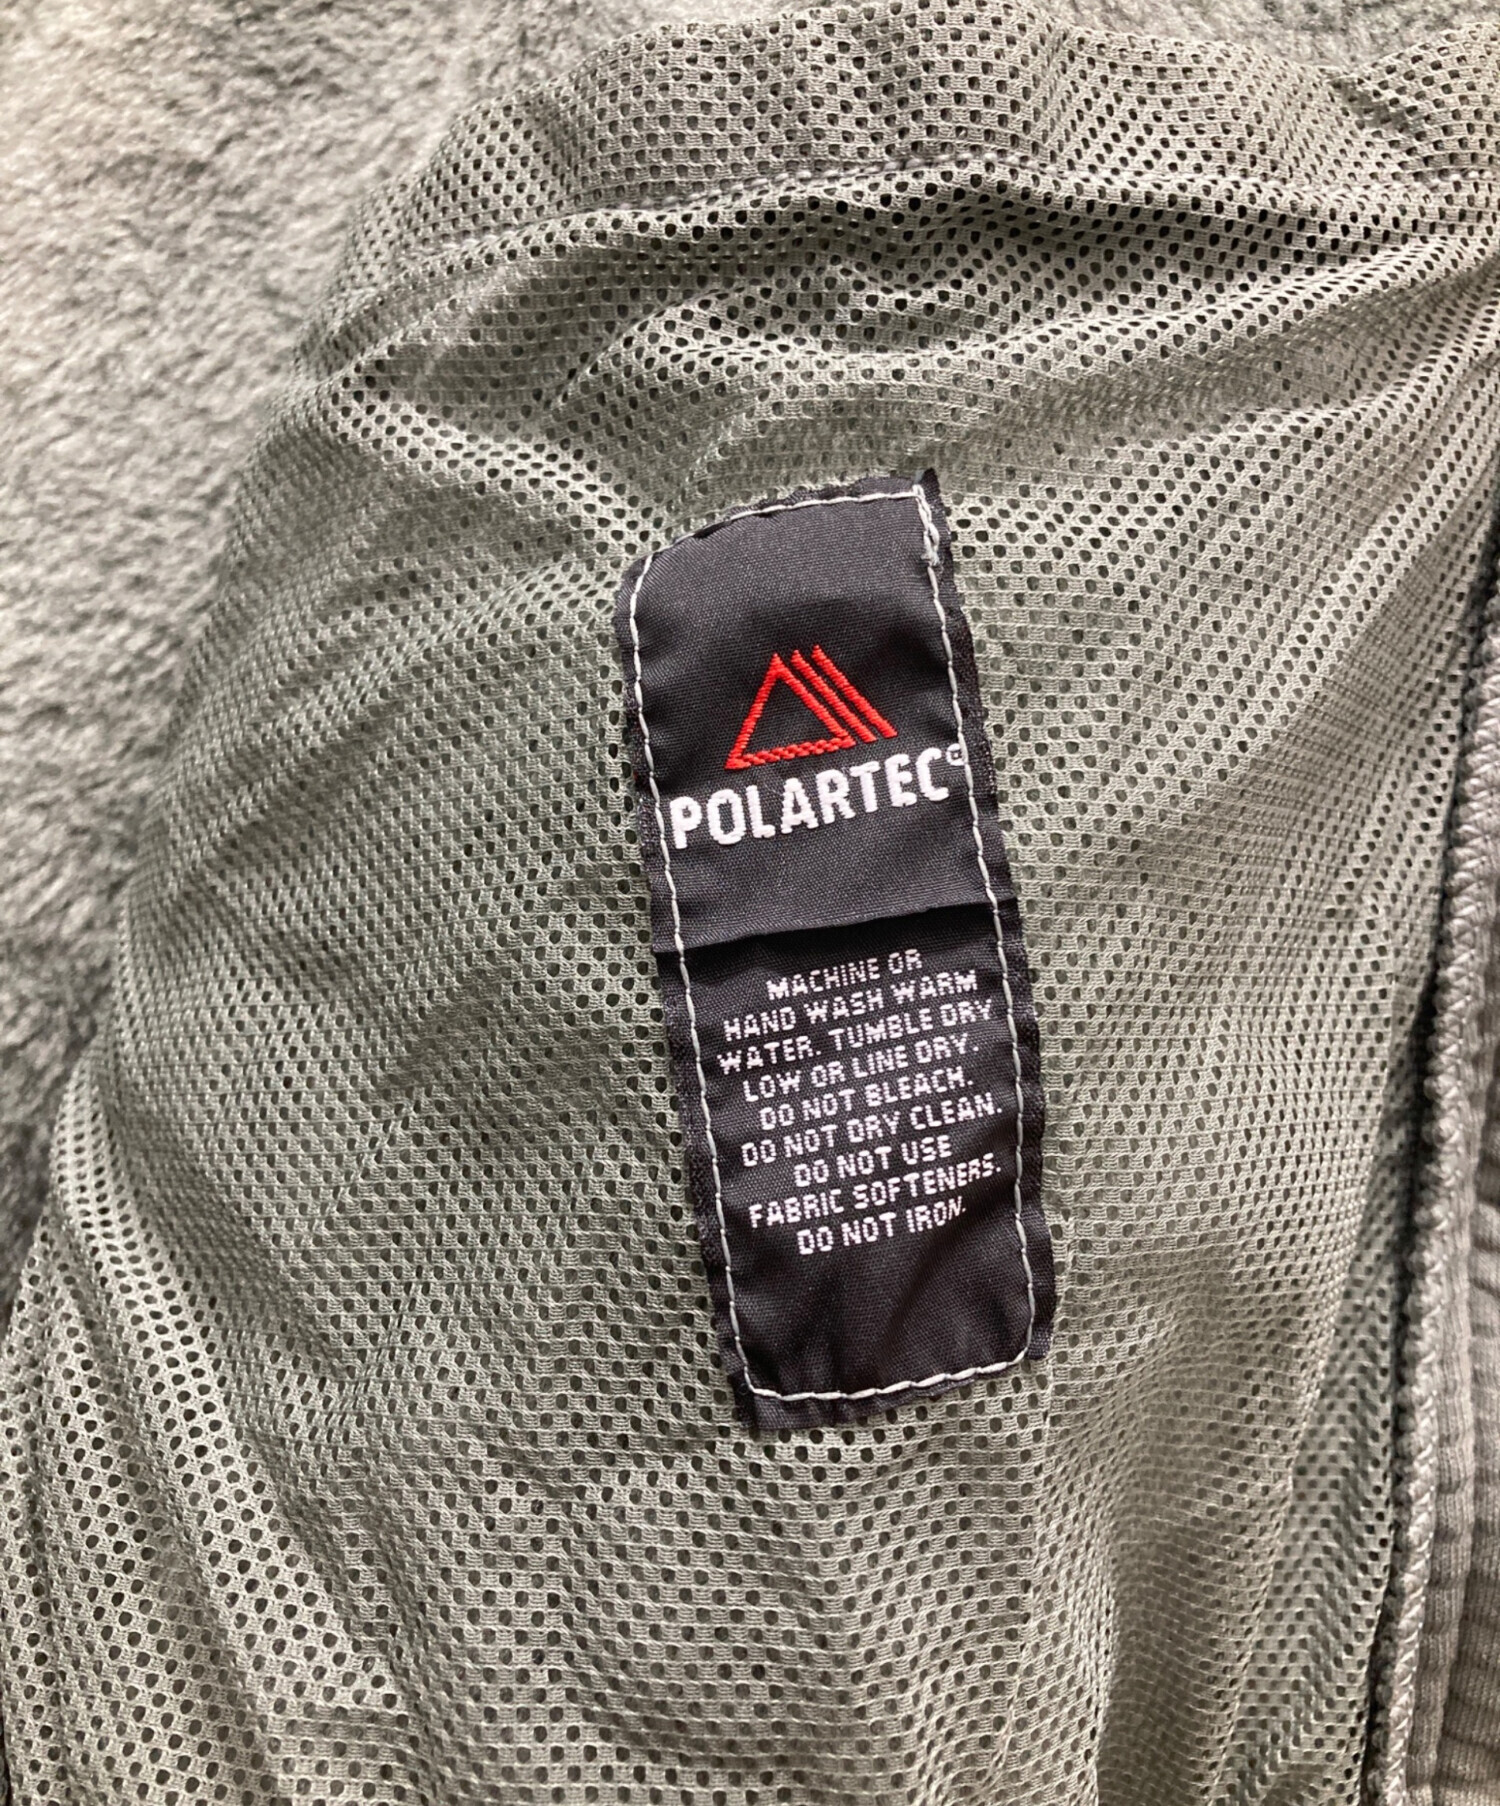 POLARTEC®
MACHINE OR
HAND WASH WARM
WATER. TUMBLE DRY
LOW OR LINE DRY.
DO NOT BLEACH.
DO NOT DRY CLEAN.
DO NOT USE
FABRIC SOFTENERS.
DO NOT IRON.